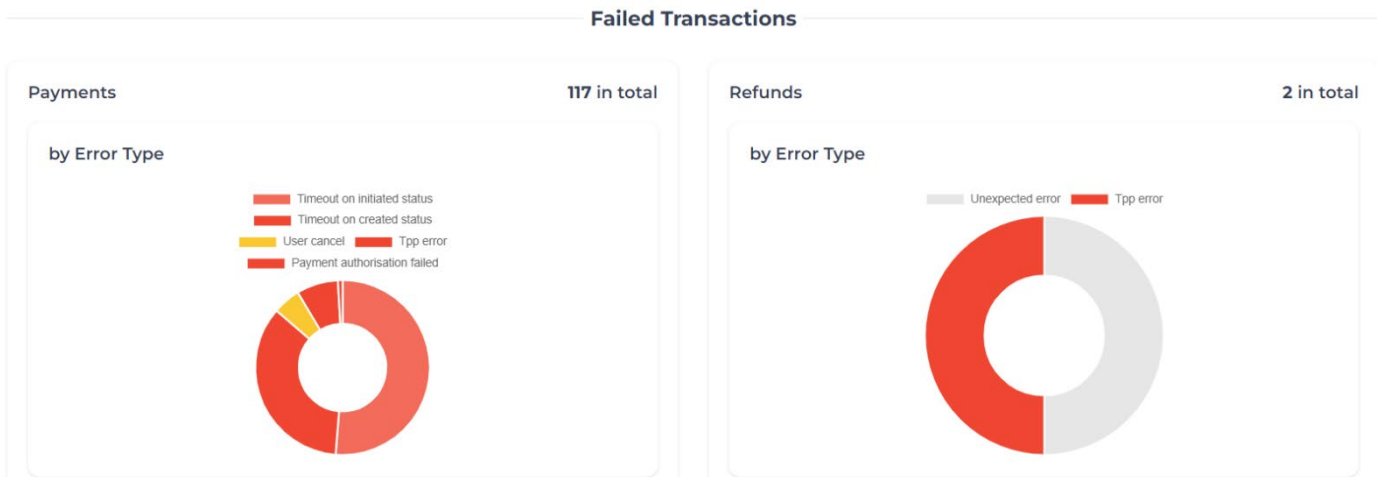 Failed Transactions
Payments
117 in total
by Error Type
Timeout on initiated status
Timeout on created status
User cancel Tpp error
Payment authorisation failed
Refunds
2 in total
by Error Type
Unexpected error Tpp error